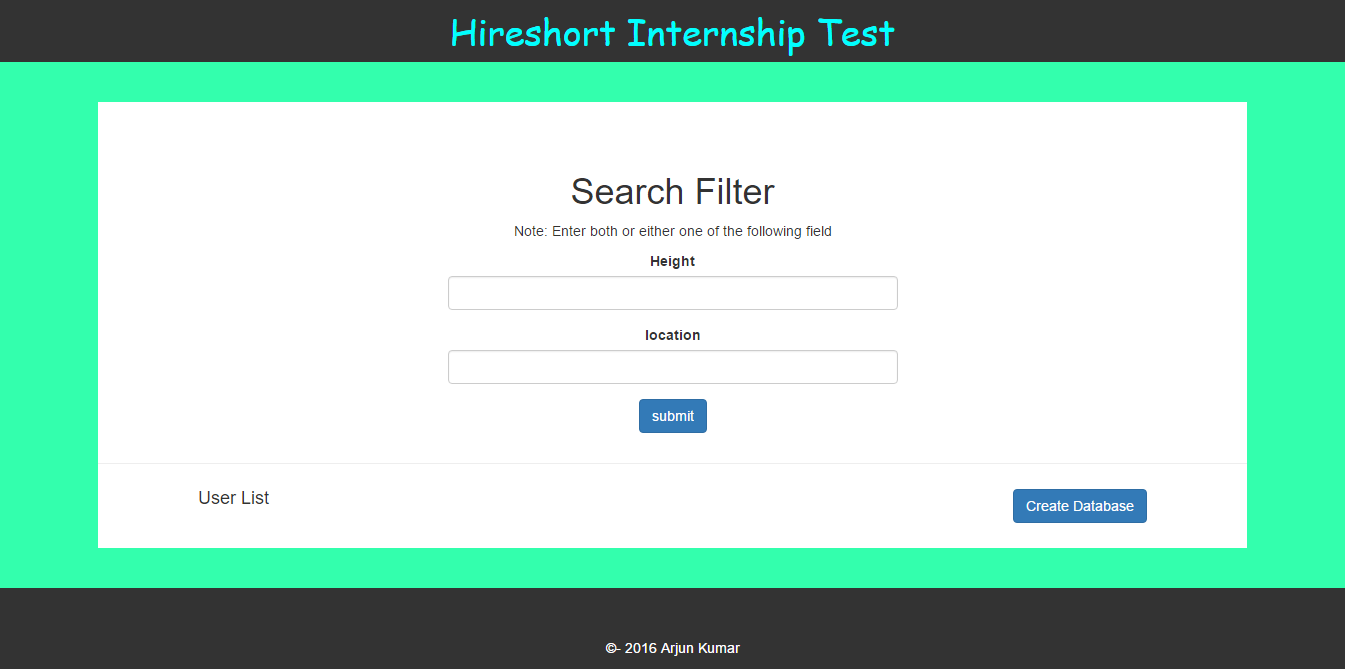 Hireshort Internship Test
Search Filter
Note: Enter both or either one of the following field
Height
location
submit
User List
Create Database
©- 2016 Arjun Kumar